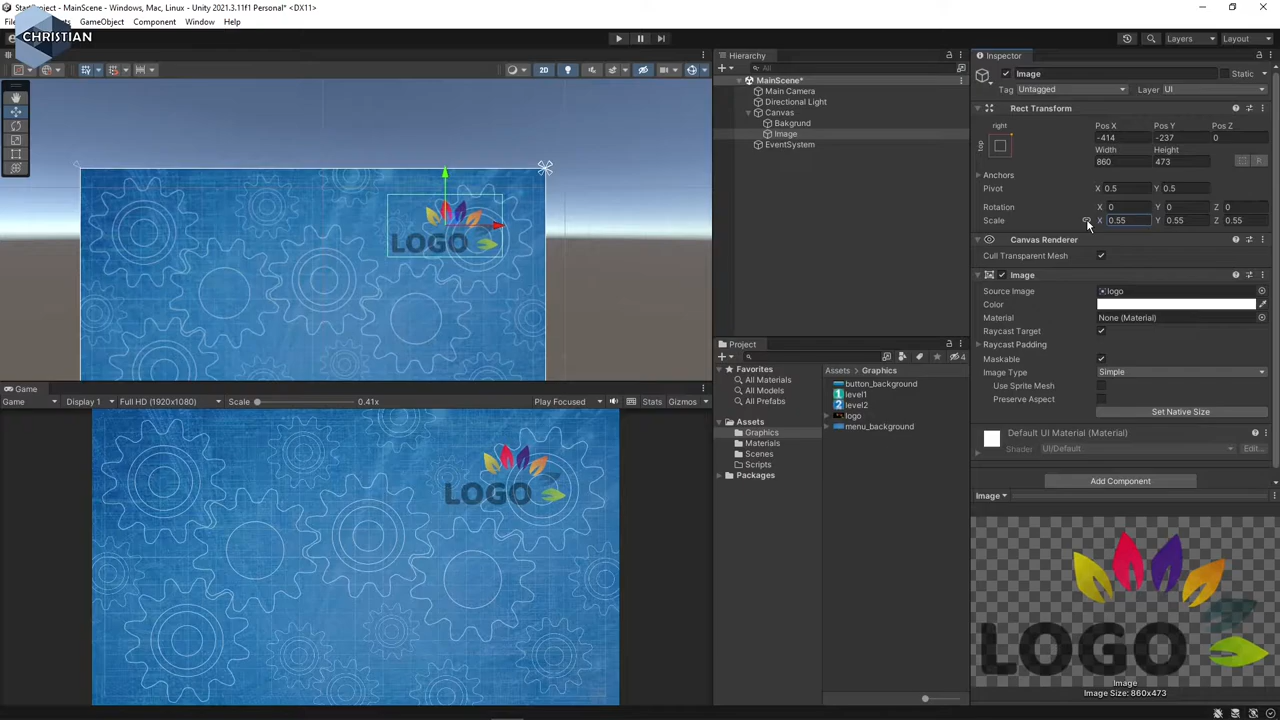 StartProject - MainScene - Windows, Mac, Linux - Unity 2021.3.11f1 Personal* <DX11>
GameObject Component Window Help
CHRISTIAN
Layers Layout
2D
Hierarchy
All
MainScene*
Main Camera
Directional Light
Canvas
Bakgrund
Image
EventSystem
LOGO
Game
Game Display 1 Full HD (1920x1080) Scale 0.41x Play Focused Stats Gizmos
LOGO
Project
4
Favorites
All Materials
All Models
All Prefabs
Assets
Graphics
Materials
Scenes
Scripts
Packages
Assets > Graphics
button_background
level1
level2
logo
menu_background
Inspector
Image Static
Tag Untagged Layer UI
Rect Transform
right
top
Pos X Pos Y Pos Z
-414 -237 0
Width Height
860 473 R
Anchors
Pivot X 0.5 Y 0.5
Rotation X 0 Y 0 Z 0
Scale X 0.55 Y 0.55 Z 0.55
Canvas Renderer
Cull Transparent Mesh
Image
Source Image logo
Color
Material None (Material)
Raycast Target
Raycast Padding
Maskable
Image Type Simple
Use Sprite Mesh
Preserve Aspect
Set Native Size
Default UI Material (Material)
Shader UI/Default Edit...
Add Component
Image
LOGO
Image
Image Size: 860x473